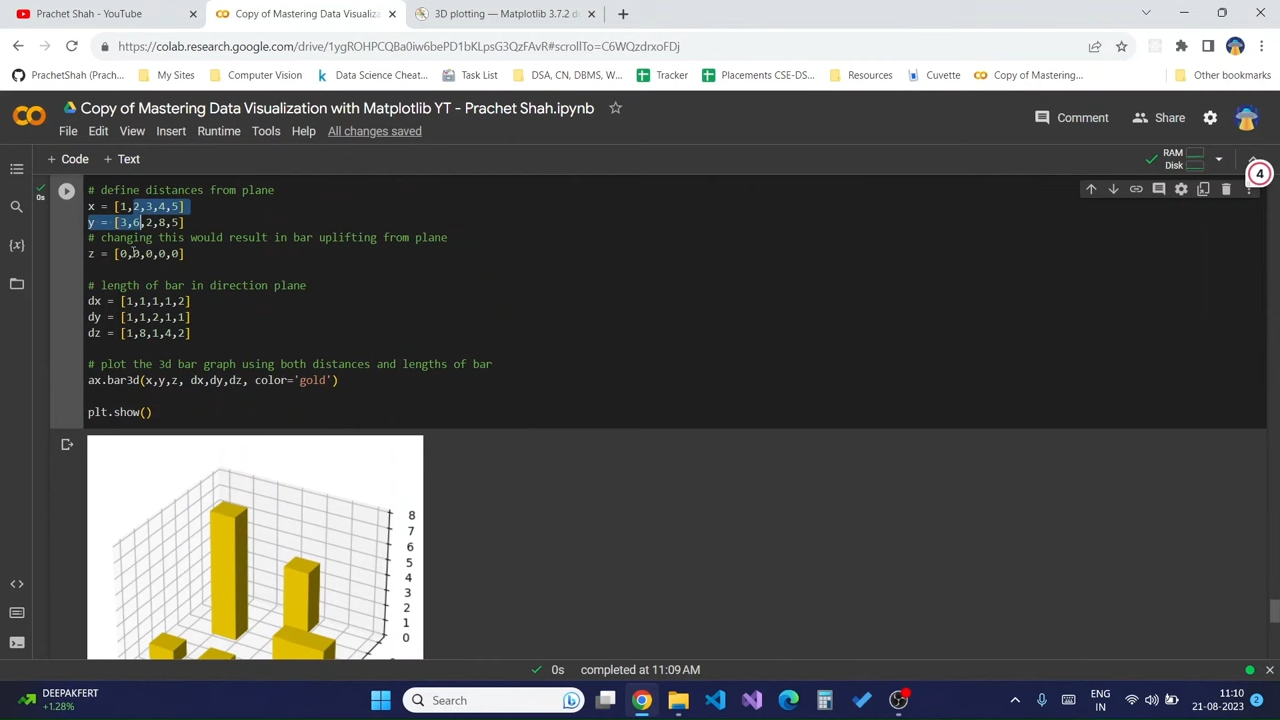 Prachet Shah - YouTube
Copy of Mastering Data Visualiza
3D plotting — Matplotlib 3.7.2 d
https://colab.research.google.com/drive/1ygROHPCQBa0iw6bePD1bKLpsG3QzFAvR#scrollTo=C6WQzdrxoFDj
PrachetShah (Prach...
My Sites
Computer Vision
Data Science Cheat...
Task List
DSA, CN, DBMS, W...
Tracker
Placements CSE-DS...
Resources
Cuvette
Copy of Mastering...
Other bookmarks
Copy of Mastering Data Visualization with Matplotlib YT - Prachet Shah.ipynb
File Edit View Insert Runtime Tools Help All changes saved
Comment
Share
+ Code + Text
RAM
Disk
4
0s
# define distances from plane
x = [1,2,3,4,5]
y = [3,6,2,8,5]
# changing this would result in bar uplifting from plane
z = [0,0,0,0,0]
# length of bar in direction plane
dx = [1,1,1,1,2]
dy = [1,1,2,1,1]
dz = [1,8,1,4,2]
# plot the 3d bar graph using both distances and lengths of bar
ax.bar3d(x,y,z, dx,dy,dz, color='gold')
plt.show()
8
7
6
5
4
3
2
1
0
0s completed at 11:09 AM
DEEPAKFERT
+1.28%
Search
ENG
IN
11:10
21-08-2023
2